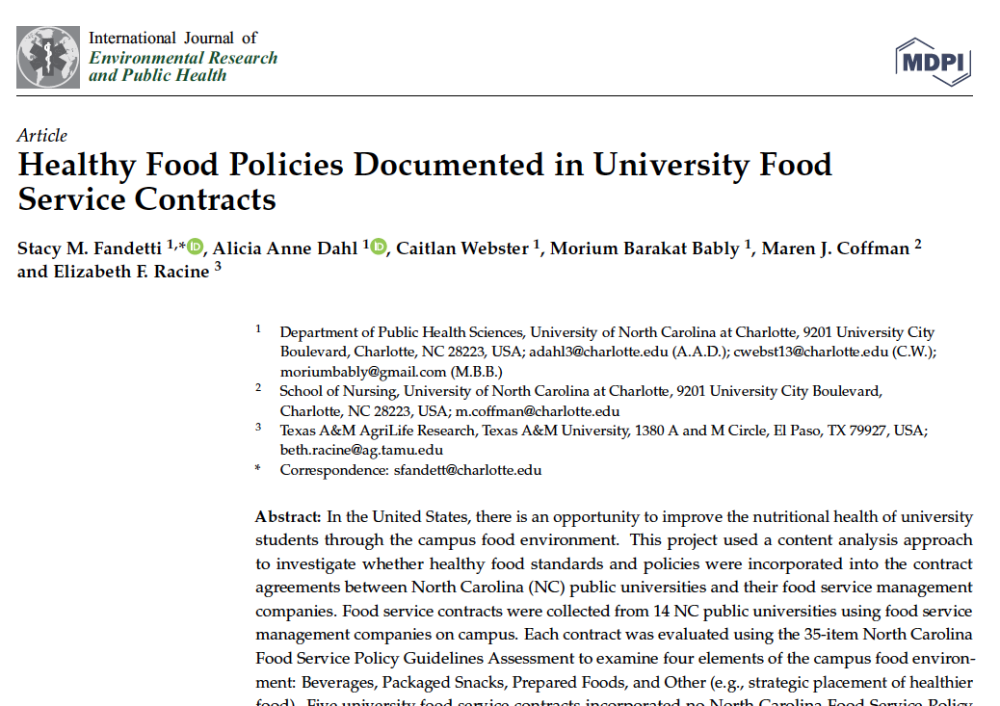 International Journal of
Environmental Research
and Public Health
MDPI
Article
Healthy Food Policies Documented in University Food
Service Contracts
Stacy M. Fandetti 1,* iD, Alicia Anne Dahl 1 iD, Caitlan Webster 1, Morium Barakat Bably 1, Maren J. Coffman 2
and Elizabeth F. Racine 3
1 Department of Public Health Sciences, University of North Carolina at Charlotte, 9201 University City
Boulevard, Charlotte, NC 28223, USA; adahl3@charlotte.edu (A.A.D.); cwebst13@charlotte.edu (C.W.);
moriumbably@gmail.com (M.B.B.)
2 School of Nursing, University of North Carolina at Charlotte, 9201 University City Boulevard,
Charlotte, NC 28223, USA; m.coffman@charlotte.edu
3 Texas A&M AgriLife Research, Texas A&M University, 1380 A and M Circle, El Paso, TX 79927, USA;
beth.racine@ag.tamu.edu
* Correspondence: sfandett@charlotte.edu
Abstract: In the United States, there is an opportunity to improve the nutritional health of university
students through the campus food environment. This project used a content analysis approach
to investigate whether healthy food standards and policies were incorporated into the contract
agreements between North Carolina (NC) public universities and their food service management
companies. Food service contracts were collected from 14 NC public universities using food service
management companies on campus. Each contract was evaluated using the 35-item North Carolina
Food Service Policy Guidelines Assessment to examine four elements of the campus food environ-
ment: Beverages, Packaged Snacks, Prepared Foods, and Other (e.g., strategic placement of healthier
food). Five university food service contracts incorporated no North Carolina Food Service Policy